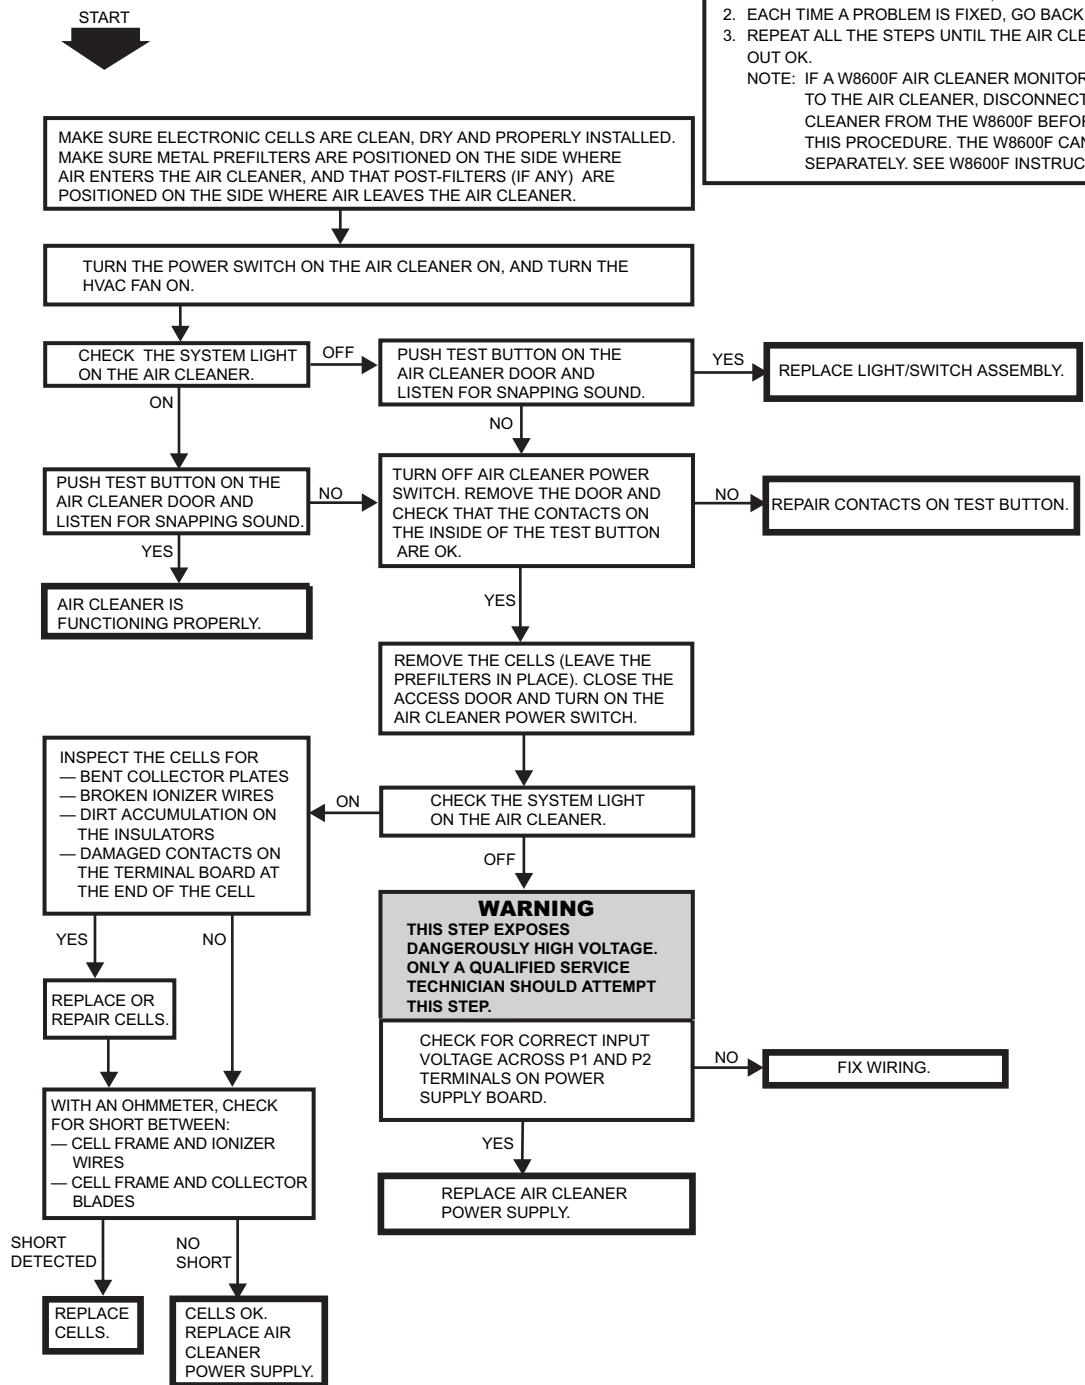 START
2. EACH TIME A PROBLEM IS FIXED, GO BACK
3. REPEAT ALL THE STEPS UNTIL THE AIR
OUT OK.
NOTE: IF A W8600F AIR CLEANER MONITOR
TO THE AIR CLEANER, DISCONNECT
CLEANER FROM THE W8600F
THIS PROCEDURE. THE W8600F
SEPARATELY. SEE W8600F
MAKE SURE ELECTRONIC CELLS ARE CLEAN, DRY AND PROPERLY INSTALLED.
MAKE SURE METAL PREFILTERS ARE POSITIONED ON THE SIDE WHERE
AIR ENTERS THE AIR CLEANER, AND THAT POST-FILTERS (IF ANY) ARE
POSITIONED ON THE SIDE WHERE AIR LEAVES THE AIR CLEANER.
TURN THE POWER SWITCH ON THE AIR CLEANER ON, AND TURN THE
HVAC FAN ON.
CHECK THE SYSTEM LIGHT
ON THE AIR CLEANER.
OFF
PUSH TEST BUTTON ON THE
AIR CLEANER DOOR AND
LISTEN FOR SNAPPING SOUND.
YES
REPLACE LIGHT/SWITCH ASSEMBLY.
ON
NO
PUSH TEST BUTTON ON THE
AIR CLEANER DOOR AND
LISTEN FOR SNAPPING SOUND.
NO
TURN OFF AIR CLEANER POWER
SWITCH. REMOVE THE DOOR AND
CHECK THAT THE CONTACTS ON
THE INSIDE OF THE TEST BUTTON
ARE OK.
NO
REPAIR CONTACTS ON TEST BUTTON.
YES
AIR CLEANER IS
FUNCTIONING PROPERLY.
YES
REMOVE THE CELLS (LEAVE THE
PREFILTERS IN PLACE). CLOSE THE
ACCESS DOOR AND TURN ON THE
AIR CLEANER POWER SWITCH.
CHECK THE SYSTEM LIGHT
ON THE AIR CLEANER.
ON
INSPECT THE CELLS FOR
— BENT COLLECTOR PLATES
— BROKEN IONIZER WIRES
— DIRT ACCUMULATION ON
THE INSULATORS
— DAMAGED CONTACTS ON
THE TERMINAL BOARD AT
THE END OF THE CELL
OFF
WARNING
THIS STEP EXPOSES
DANGEROUSLY HIGH VOLTAGE.
ONLY A QUALIFIED SERVICE
TECHNICIAN SHOULD ATTEMPT
THIS STEP.
CHECK FOR CORRECT INPUT
VOLTAGE ACROSS P1 AND P2
TERMINALS ON POWER
SUPPLY BOARD.
NO
FIX WIRING.
YES
REPLACE AIR CLEANER
POWER SUPPLY.
YES
NO
REPLACE OR
REPAIR CELLS.
WITH AN OHMMETER, CHECK
FOR SHORT BETWEEN:
— CELL FRAME AND IONIZER
WIRES
— CELL FRAME AND COLLECTOR
BLADES
SHORT
DETECTED
NO
SHORT
REPLACE
CELLS.
CELLS OK.
REPLACE AIR
CLEANER
POWER SUPPLY.